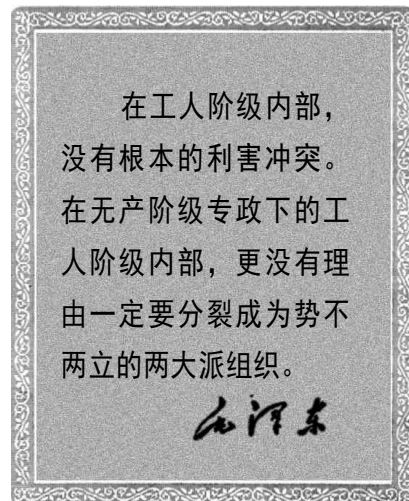 在工人阶级内部，
没有根本的利害冲突。
在无产阶级专政下的工
人阶级内部，更没有理
由一定要分裂成为势不
两立的两大派组织。
毛泽东